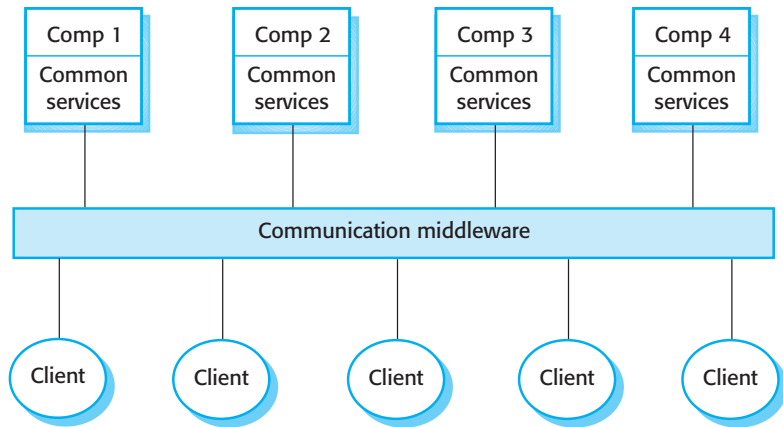 Comp 1
Common
services
Comp 2
Common
services
Comp 3
Common
services
Comp 4
Common
services
Communication middleware
Client
Client
Client
Client
Client